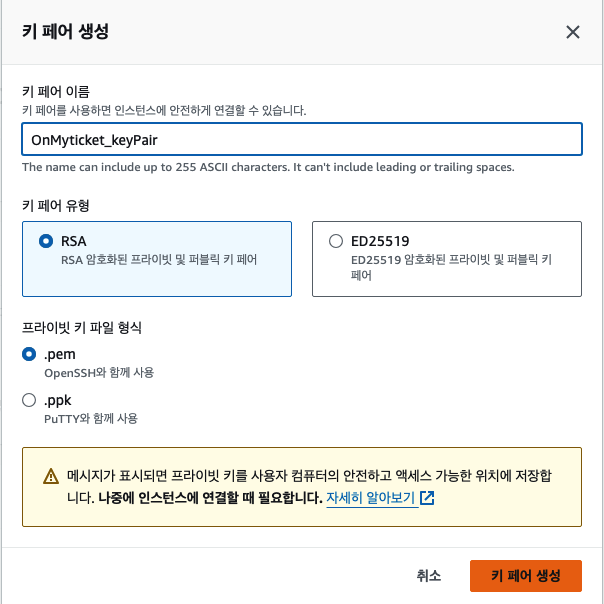 키 페어 생성
키 페어 이름
키 페어를 사용하면 인스턴스에 안전하게 연결할 수 있습니다.
OnMyticket_keyPair
The name can include up to 255 ASCII characters. It can't include leading or trailing spaces.
키 페어 유형
RSA
RSA 암호화된 프라이빗 및 퍼블릭 키 페어
ED25519
ED25519 암호화된 프라이빗 및 퍼블릭 키
페어
프라이빗 키 파일 형식
.pem
OpenSSH와 함께 사용
.ppk
PuTTY와 함께 사용
메시지가 표시되면 프라이빗 키를 사용자 컴퓨터의 안전하고 액세스 가능한 위치에 저장합
니다. 나중에 인스턴스에 연결할 때 필요합니다. 자세히 알아보기
취소
키 페어 생성